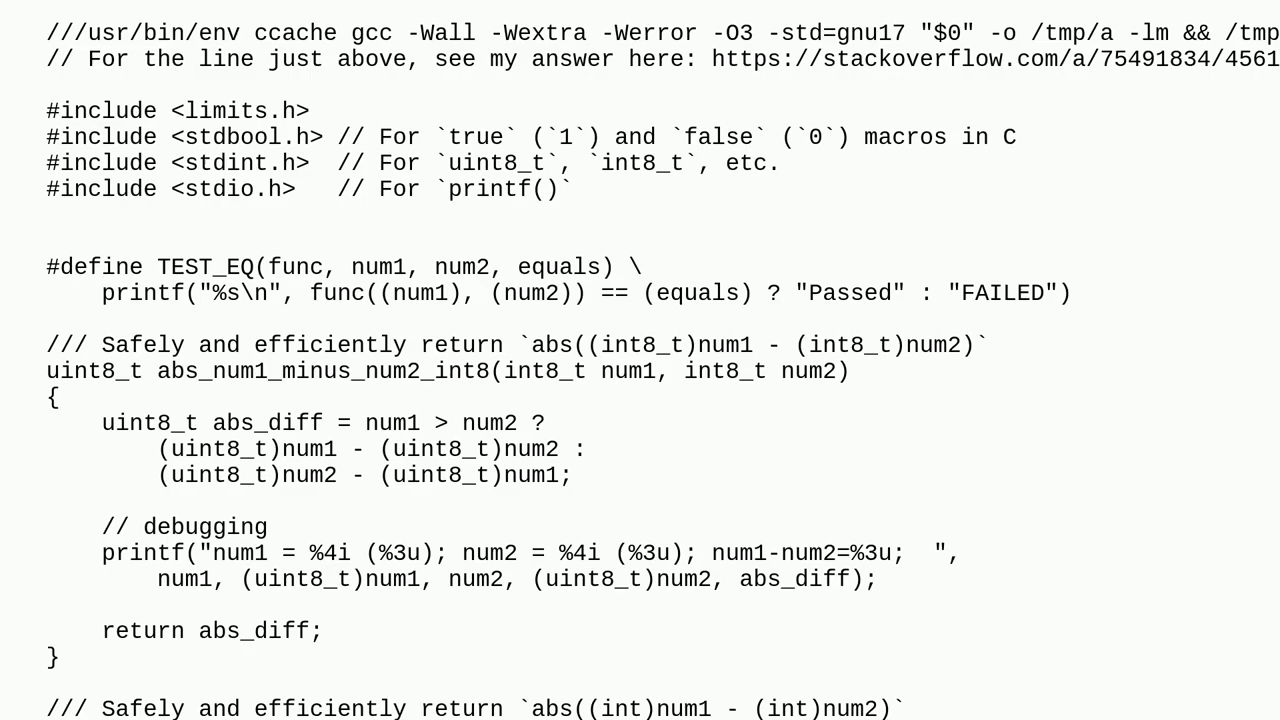 ///usr/bin/env ccache gcc -Wall -Wextra -Werror -O3 -std=gnu17 "$0" -o /tmp/a -lm && /tmp
// For the line just above, see my answer here: https://stackoverflow.com/a/75491834/4561
#include <limits.h>
#include <stdbool.h> // For `true` (`1`) and `false` (`0`) macros in C
#include <stdint.h>  // For `uint8_t`, `int8_t`, etc.
#include <stdio.h>   // For `printf()`
#define TEST_EQ(func, num1, num2, equals) \
    printf("%s\n", func((num1), (num2)) == (equals) ? "Passed" : "FAILED")
/// Safely and efficiently return `abs((int8_t)num1 - (int8_t)num2)`
uint8_t abs_num1_minus_num2_int8(int8_t num1, int8_t num2)
{
    uint8_t abs_diff = num1 > num2 ?
        (uint8_t)num1 - (uint8_t)num2 :
        (uint8_t)num2 - (uint8_t)num1;
    // debugging
    printf("num1 = %4i (%3u); num2 = %4i (%3u); num1-num2=%3u;  ",
        num1, (uint8_t)num1, num2, (uint8_t)num2, abs_diff);
    return abs_diff;
}
/// Safely and efficiently return `abs((int)num1 - (int)num2)`